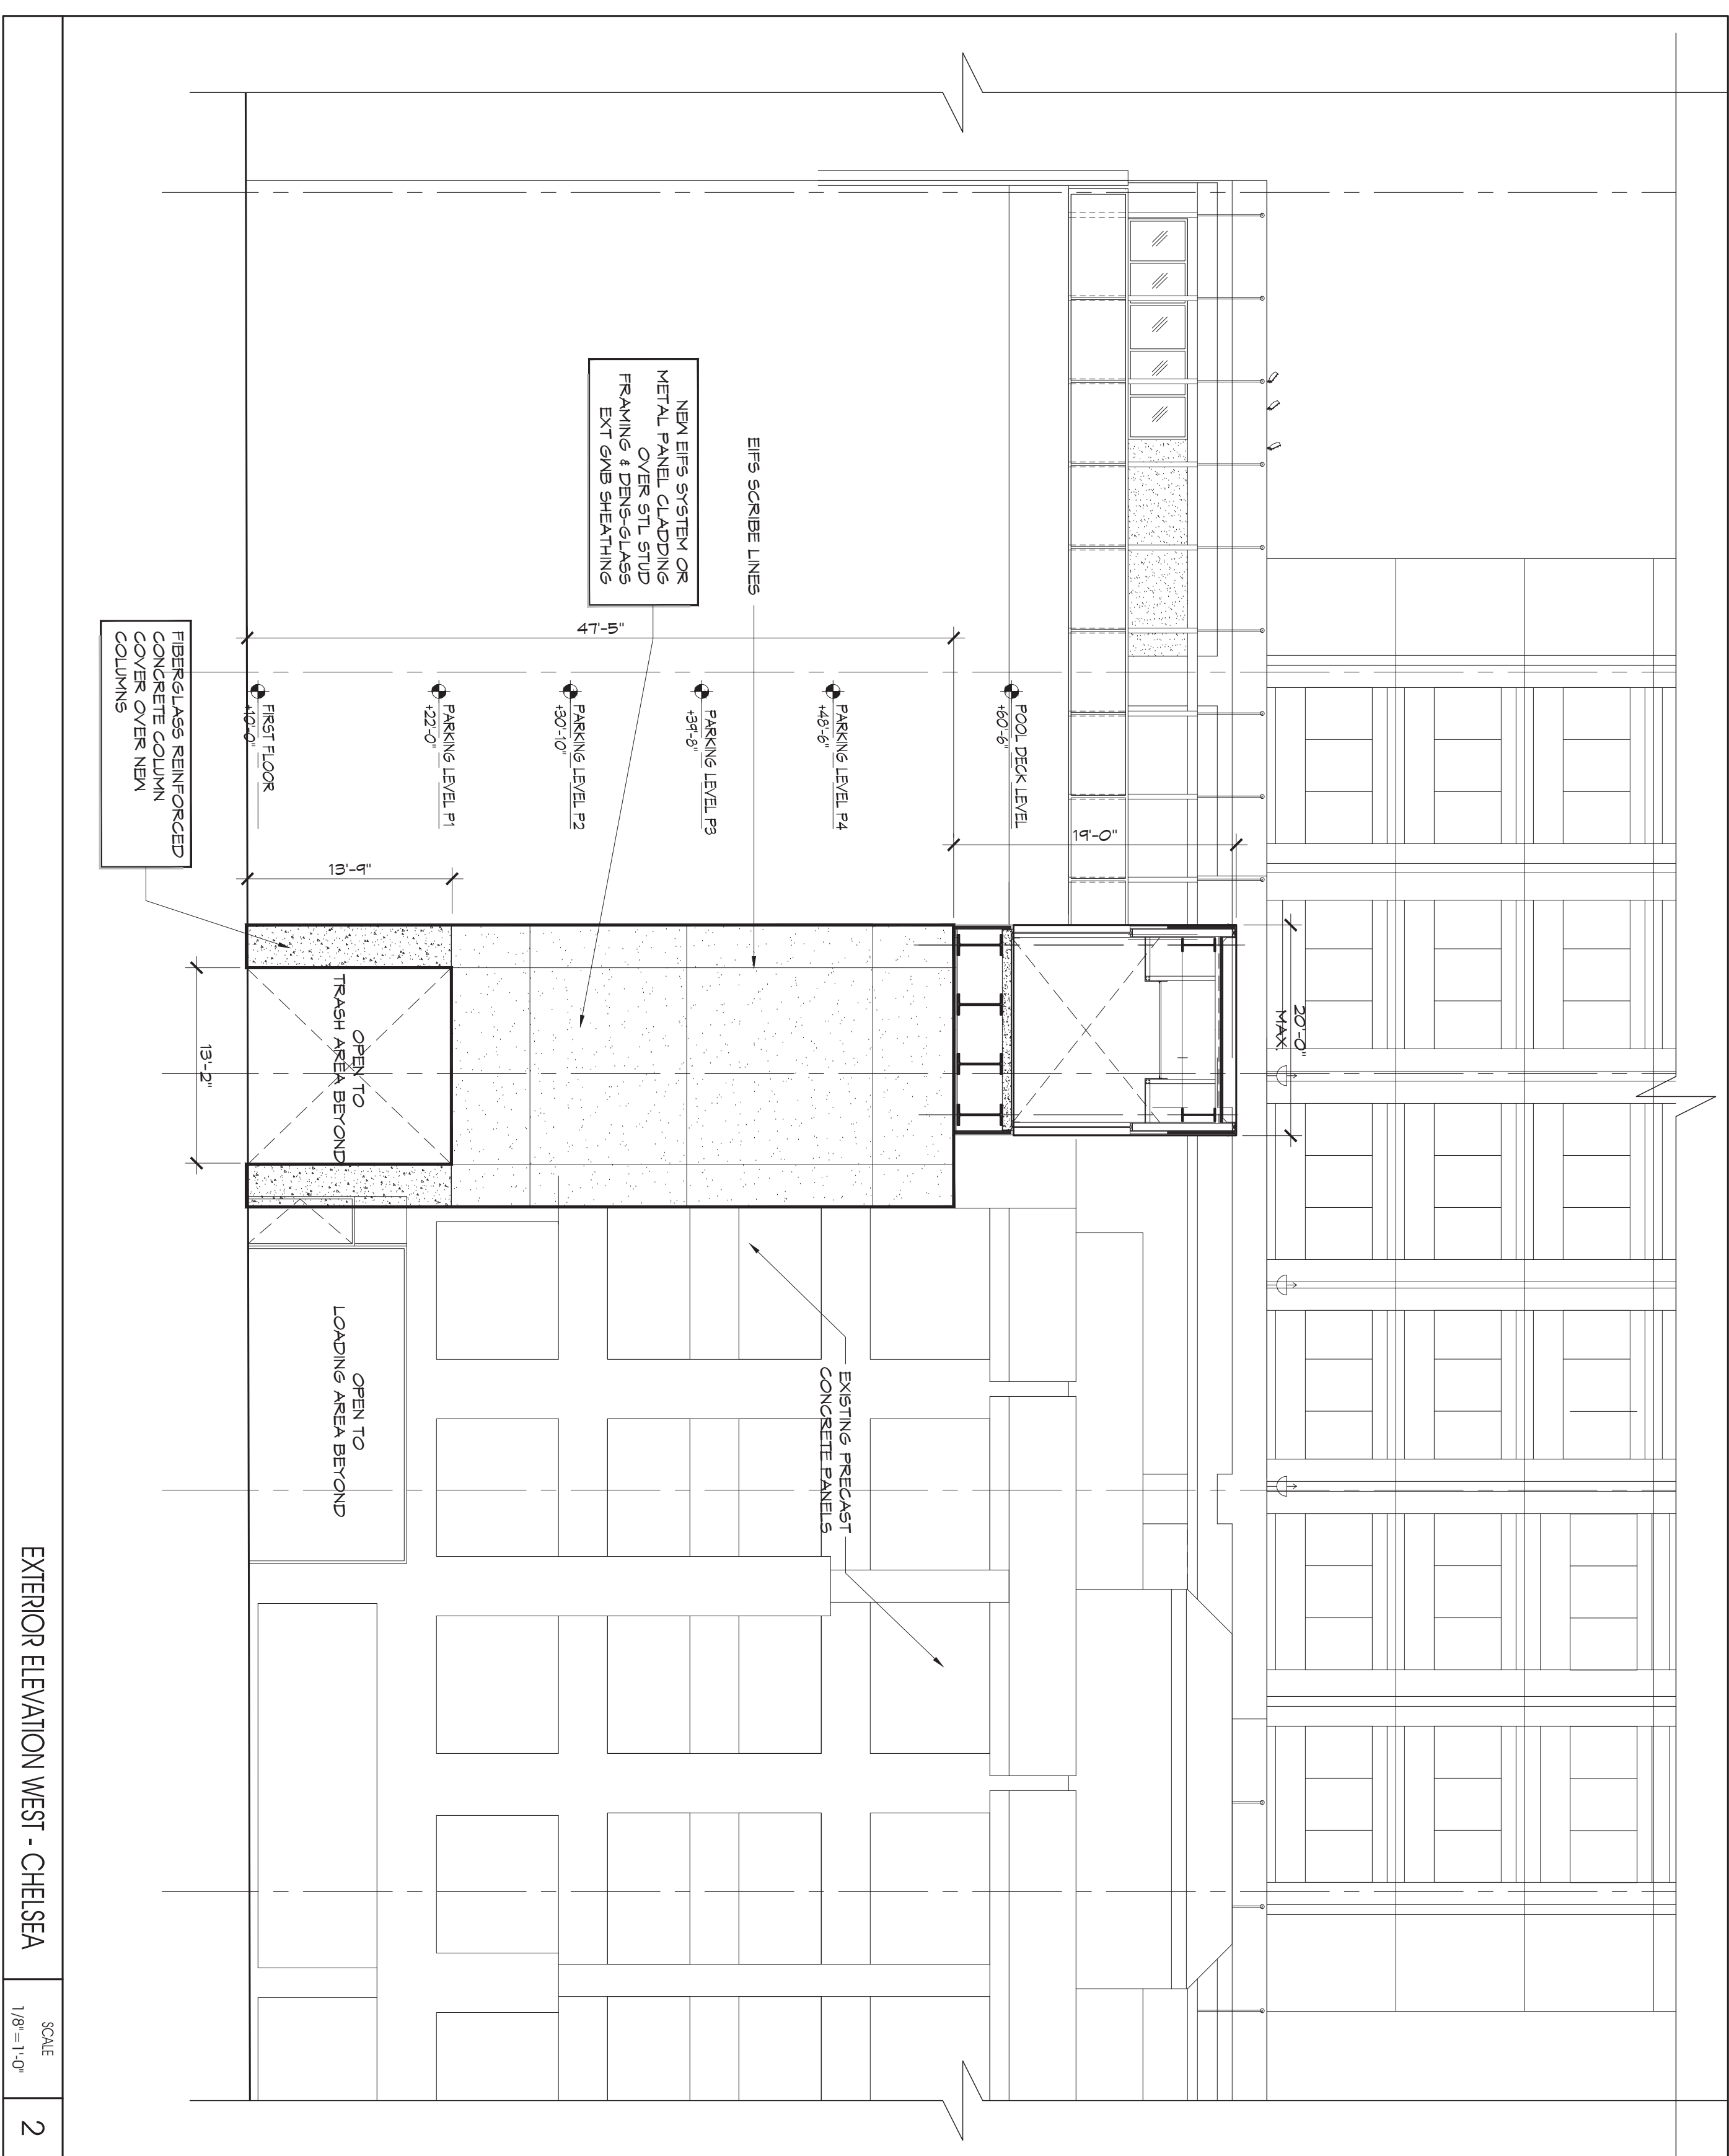 20'-0"
MAX.
19'-0"
POOL DECK LEVEL
+60'-6"
PARKING LEVEL P4
+48'-6"
EIFS SCRIBE LINES
NEW EIFS SYSTEM OR
METAL PANEL CLADDING
OVER STL STUD
FRAMING & DENS-GLASS
EXT GWB SHEATHING
47'-5"
PARKING LEVEL P3
+39'-8"
PARKING LEVEL P2
+30'-10"
PARKING LEVEL P1
+22'-0"
FIRST FLOOR
+10'-0"
13'-9"
EXISTING PRECAST
CONCRETE PANELS
OPEN TO
TRASH AREA BEYOND
OPEN TO
LOADING AREA BEYOND
13'-2"
FIBERGLASS REINFORCED
CONCRETE COLUMN
COVER OVER NEW
COLUMNS
EXTERIOR ELEVATION WEST - CHELSEA
SCALE
1/8"=1'-0"
2